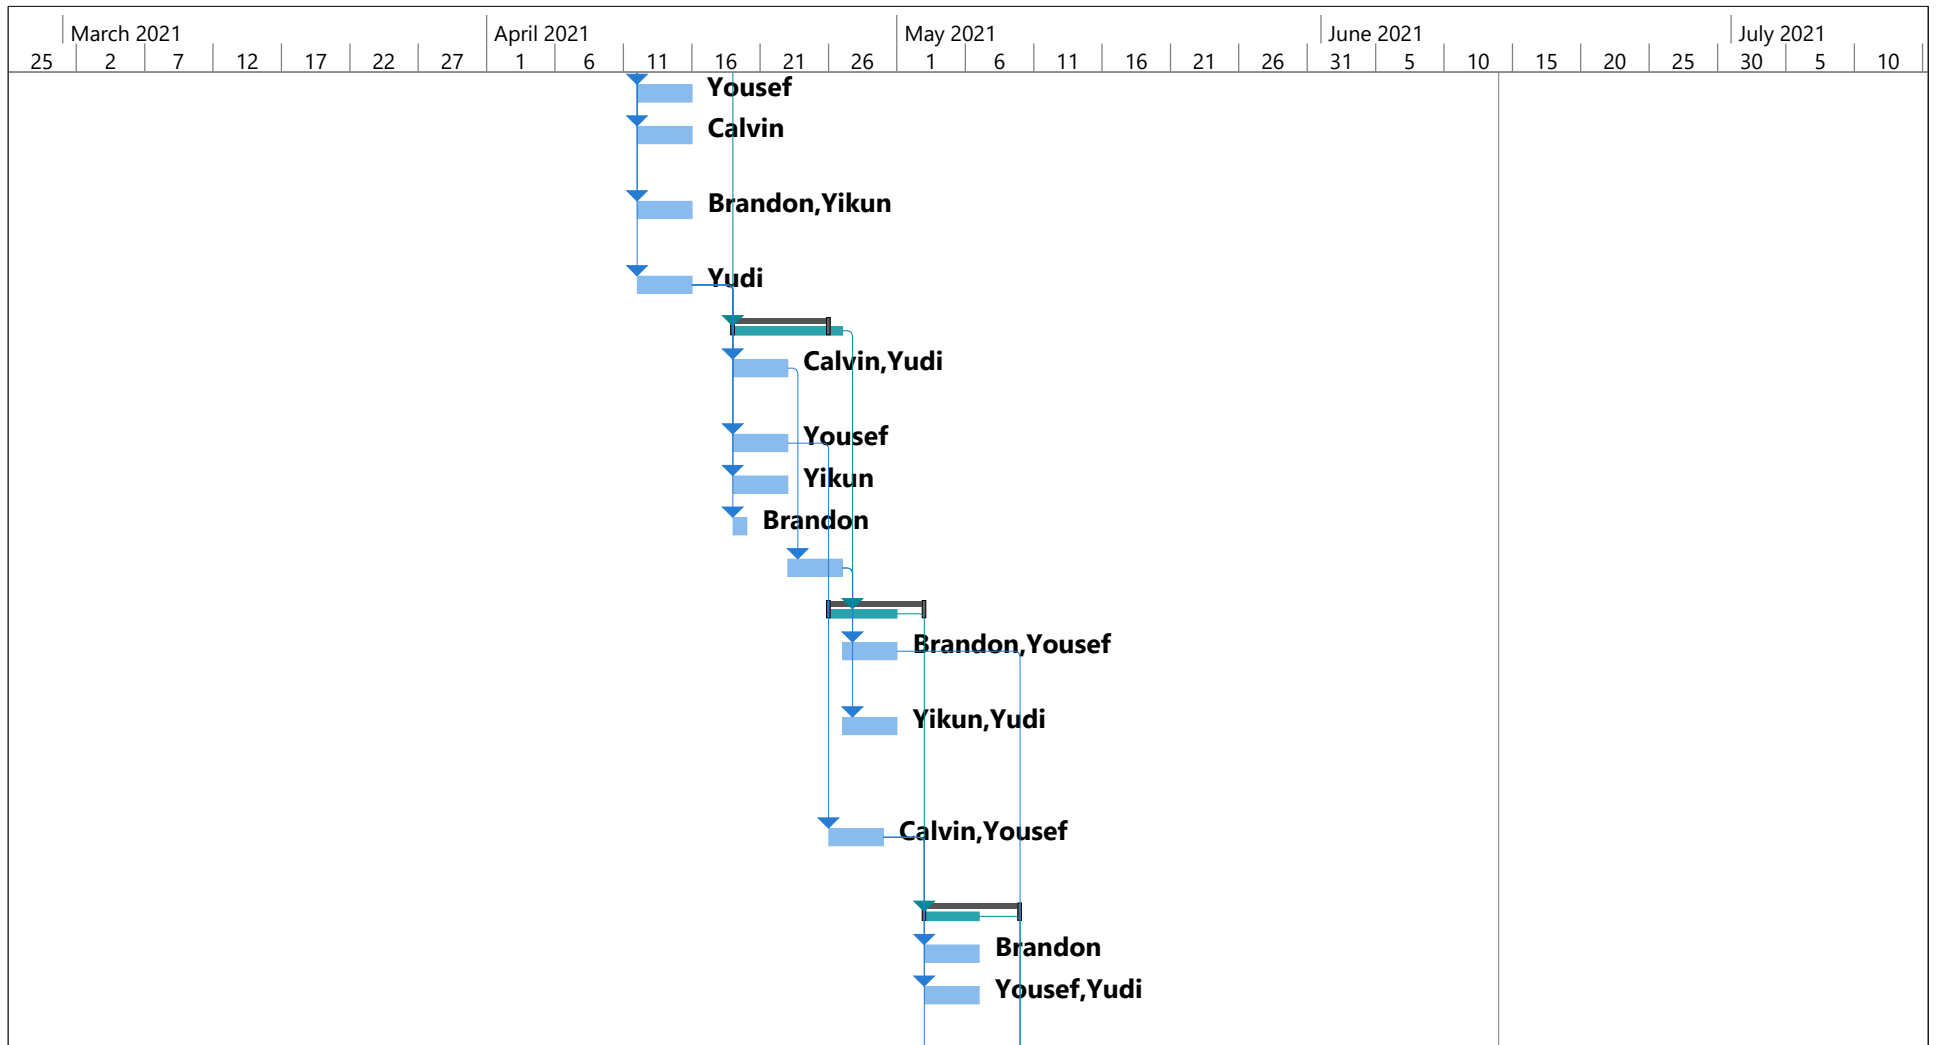 March 2021 April 2021 May 2021 June 2021 July 2021
25 2 7 12 17 22 27 1 6 11 16 21 26 1 6 11 16 21 26 31 5 10 15 20 25 30 5 10
Yousef
Calvin
Brandon,Yikun
Yudi
Calvin,Yudi
Yousef
Yikun
Brandon
Brandon,Yousef
Yikun,Yudi
Calvin,Yousef
Brandon
Yousef,Yudi